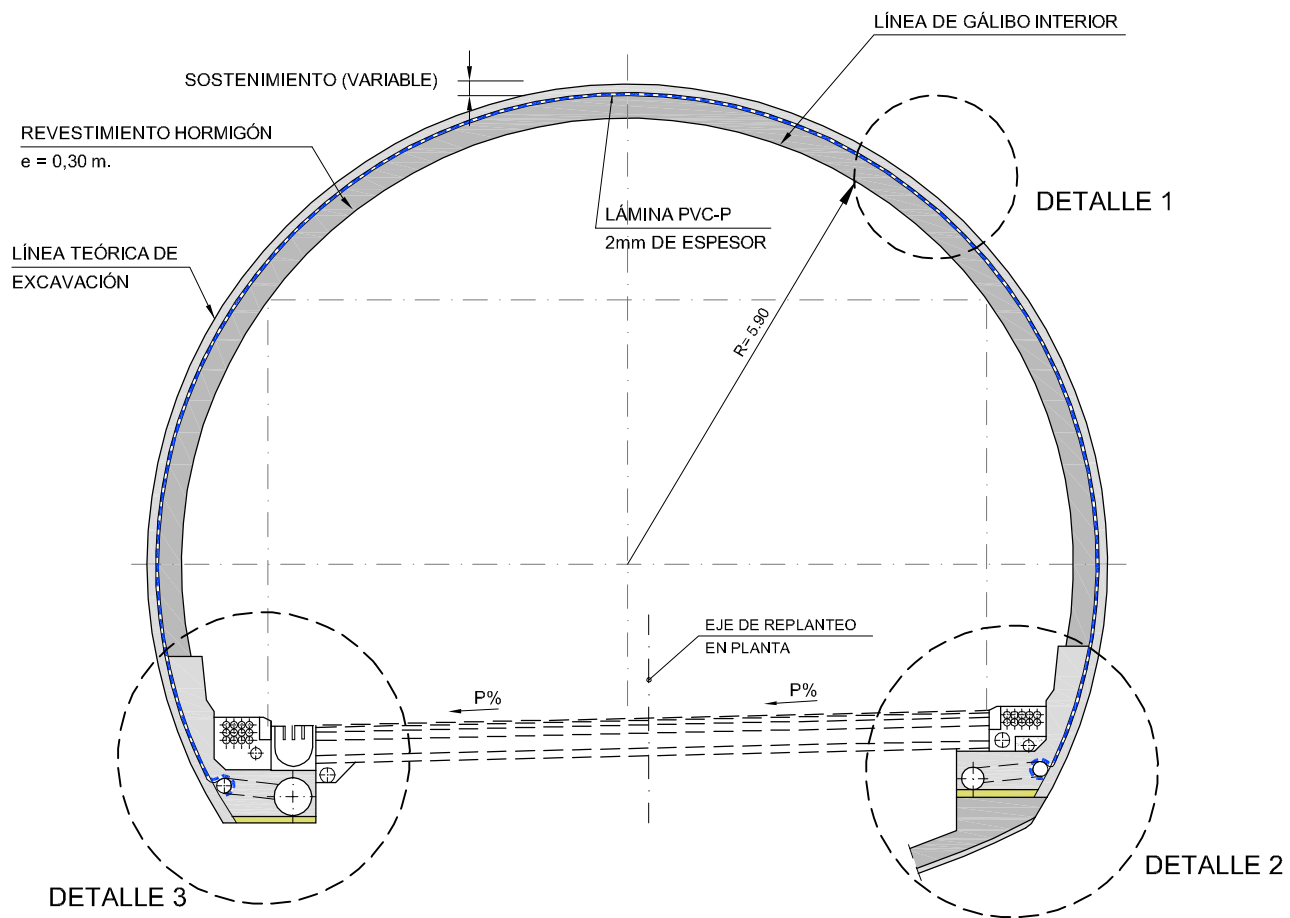 LÍNEA DE GÁLIBO INTERIOR
SOSTENIMIENTO (VARIABLE)
REVESTIMIENTO HORMIGÓN
e = 0,30 m.
DETALLE 1
LÁMINA PVC-P
2mm DE ESPESOR
LÍNEA TEÓRICA DE
EXCAVACIÓN
R= 5.90
EJE DE REPLANTEO
EN PLANTA
P%
P%
DETALLE 2
DETALLE 3